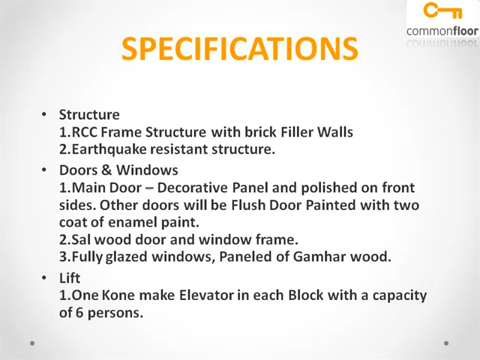 commonfloor
SPECIFICATIONS
• Structure
1.RCC Frame Structure with brick Filler Walls
2.Earthquake resistant structure.
• Doors & Windows
1.Main Door – Decorative Panel and polished on front
sides. Other doors will be Flush Door Painted with two
coat of enamel paint.
2.Sal wood door and window frame.
3.Fully glazed windows, Paneled of Gamhar wood.
• Lift
1.One Kone make Elevator in each Block with a capacity
of 6 persons.